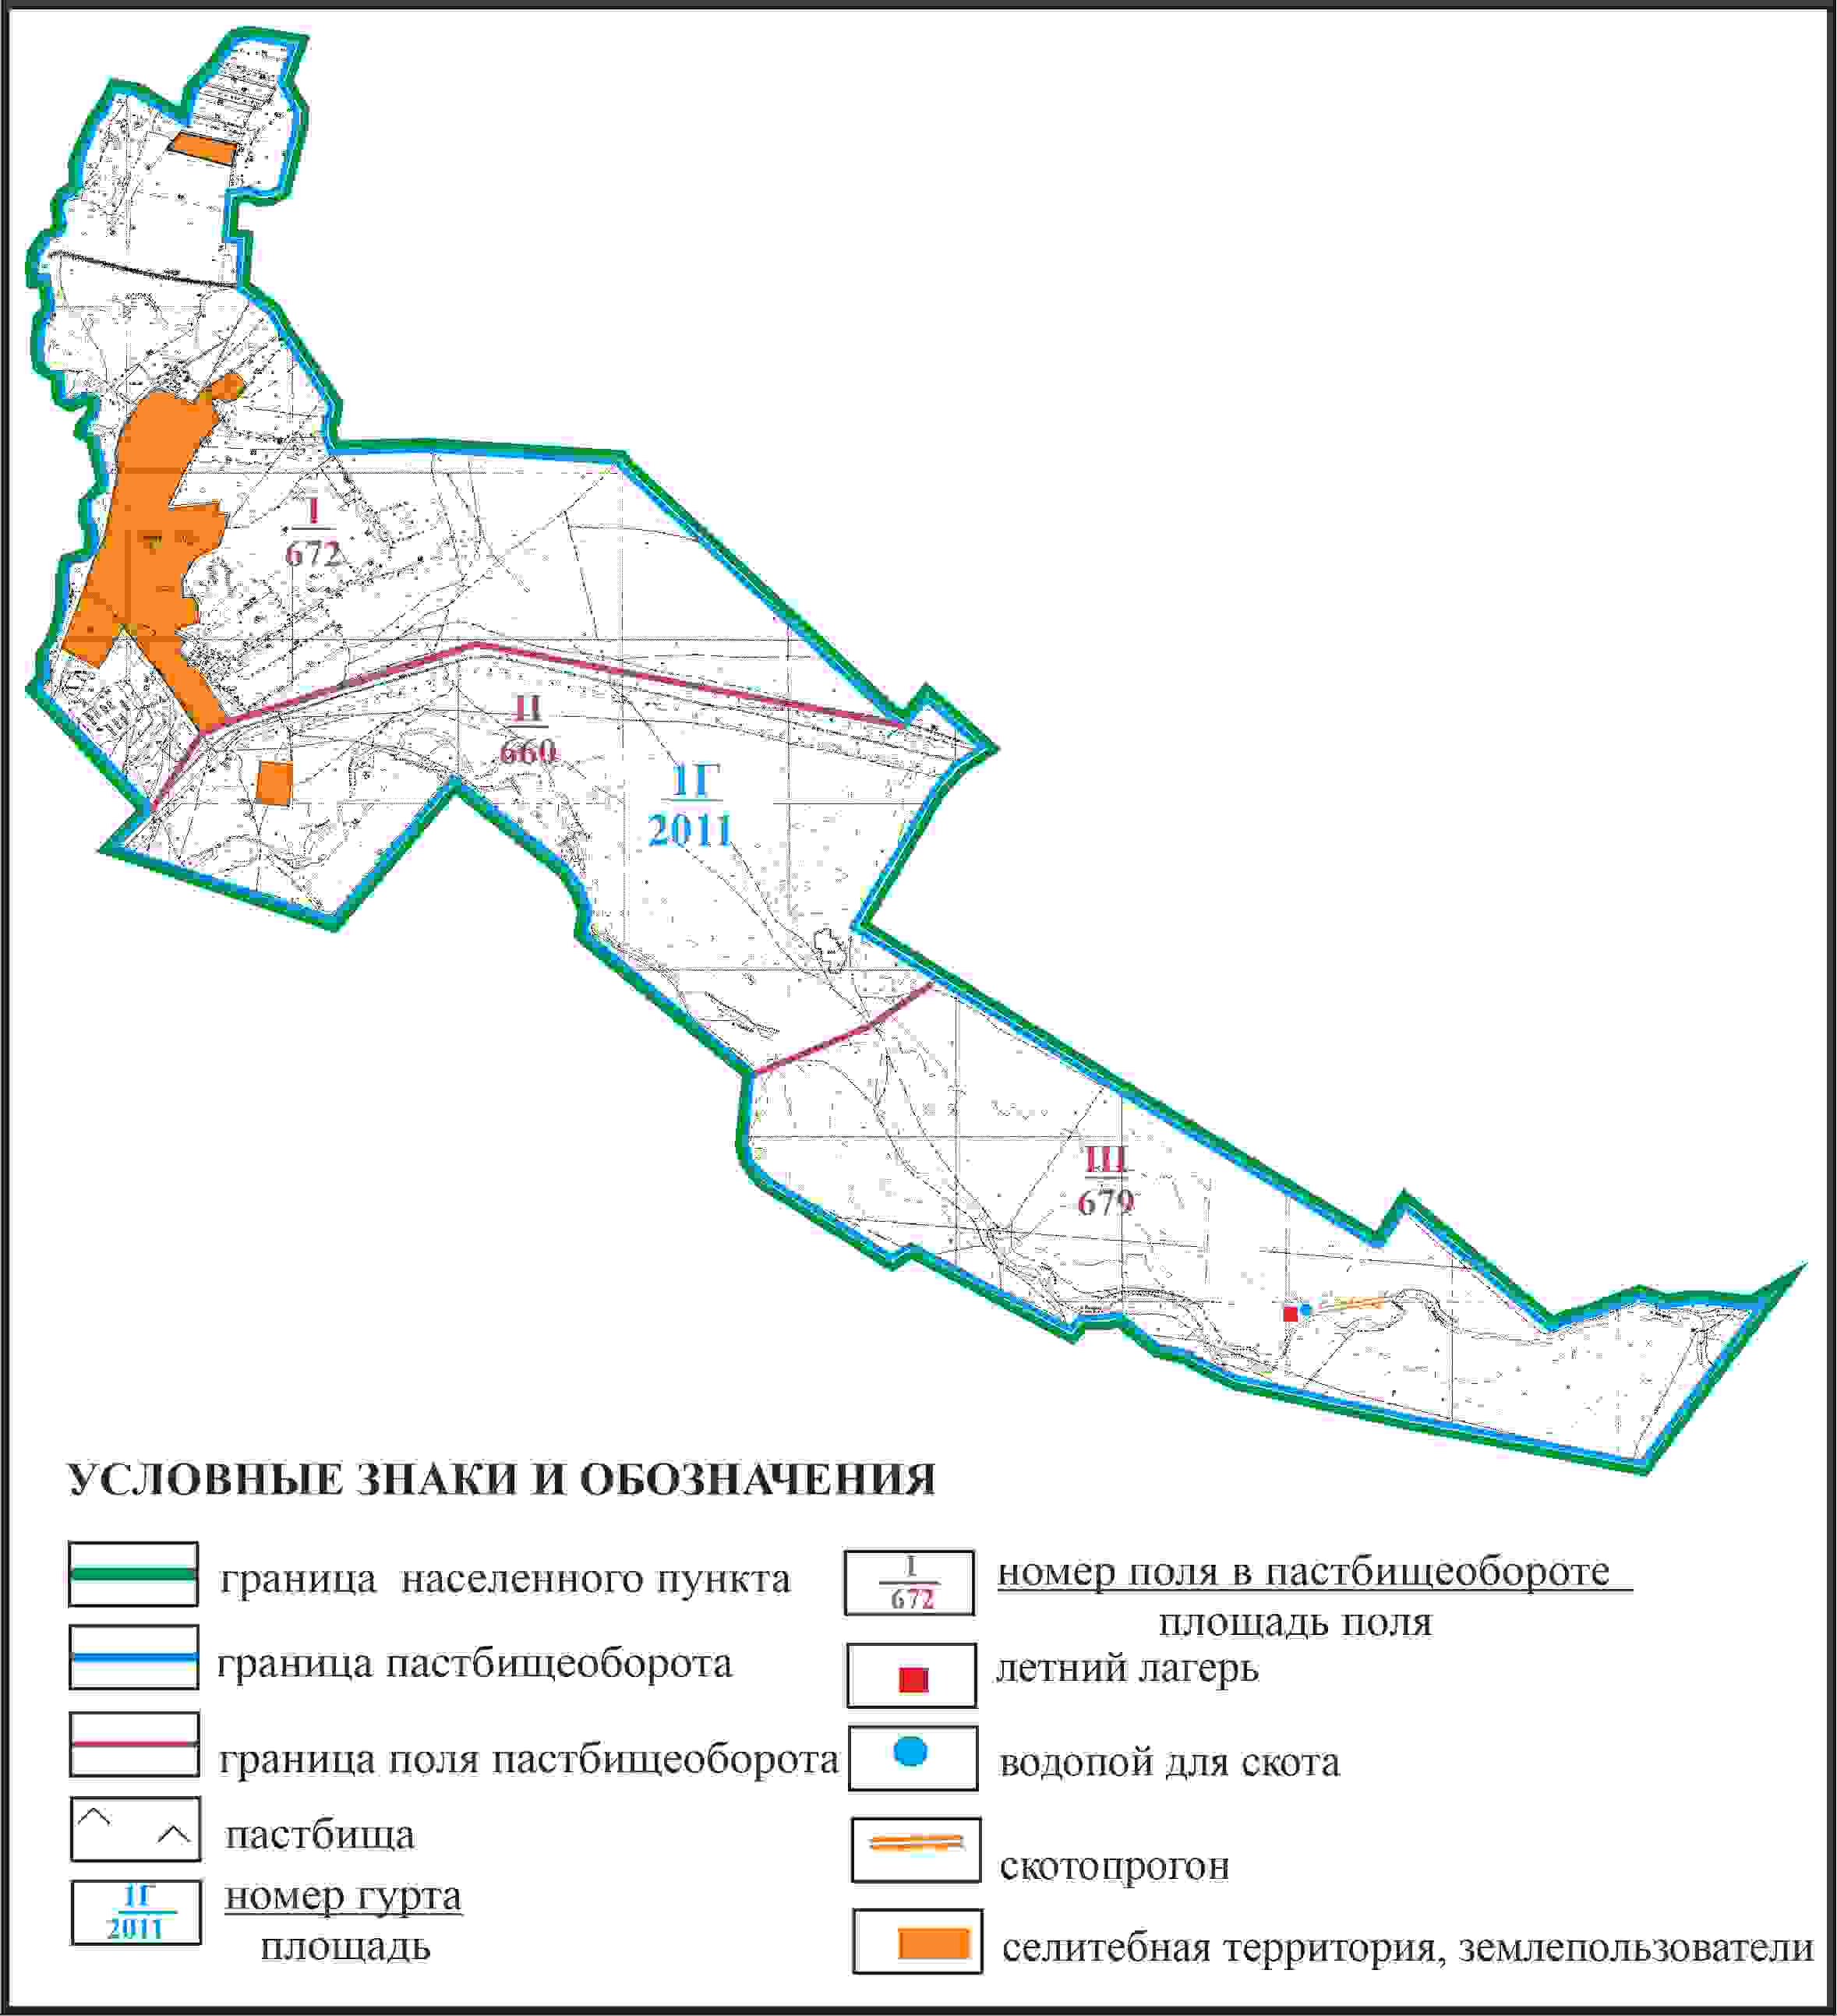 I
672
II
660
1Г
2011
III
679
УСЛОВНЫЕ ЗНАКИ И ОБОЗНАЧЕНИЯ
граница населенного пункта
граница пастбищеоборота
граница поля пастбищеоборота
пастбища
1Г
2011
номер гурта
площадь
I
672
номер поля в пастбищеобороте
площадь поля
летний лагерь
водопой для скота
скотопрогон
селитебная территория, землепользователи